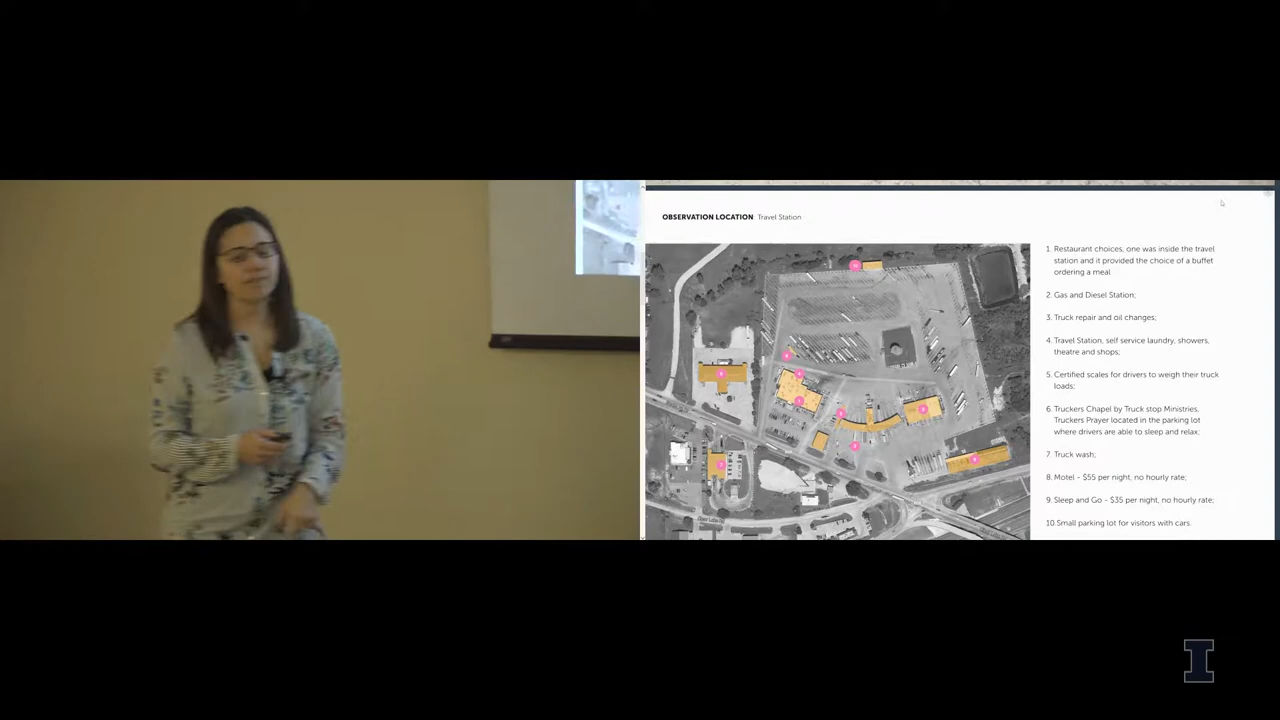 OBSERVATION LOCATION Travel Station
1. Restaurant choices, one was inside the travel
station and it provided the choice of a buffet
ordering a meal
2. Gas and Diesel Station;
3. Truck repair and oil changes;
4. Travel Station, self service laundry, showers,
theatre and shops;
5. Certified scales for drivers to weigh their truck
loads;
6. Truckers Chapel by Truck stop Ministries,
Truckers Prayer located in the parking lot
where drivers are able to sleep and relax;
7. Truck wash;
8. Motel - $55 per night, no hourly rate;
9. Sleep and Go - $35 per night, no hourly rate;
10. Small parking lot for visitors with cars.
I